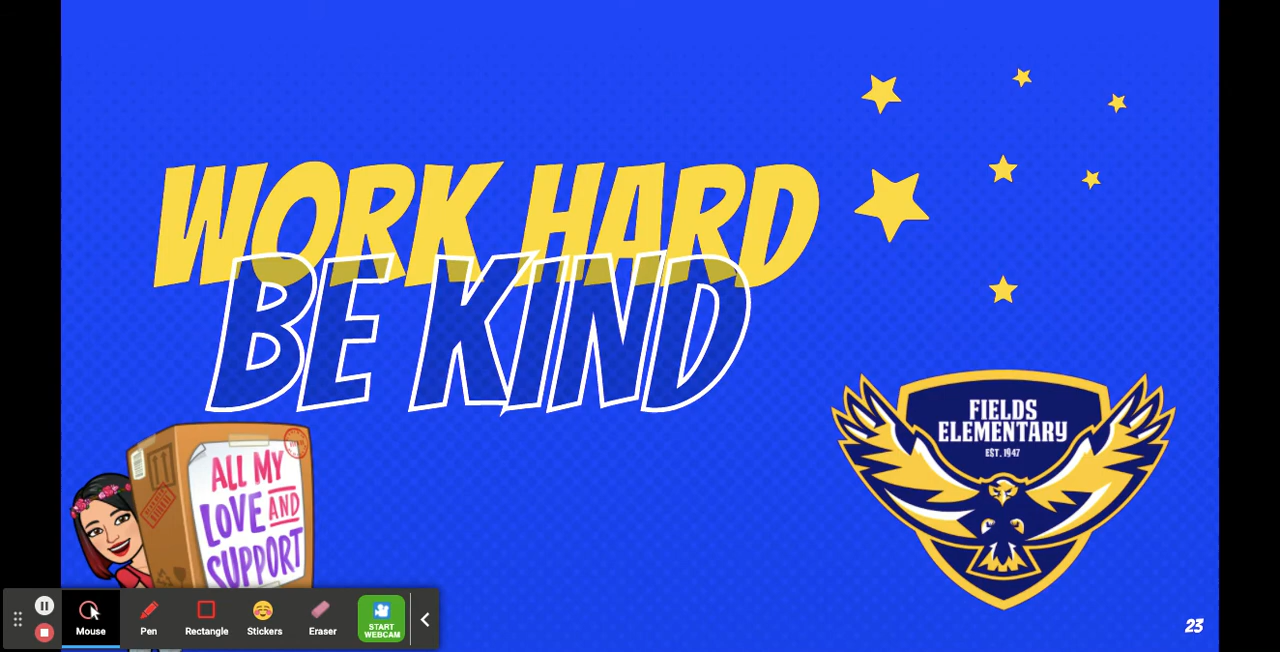 WORK HARD
BE KIND
FIELDS
ELEMENTARY
EST. 1947
ALL MY
LOVE AND
SUPPORT
Mouse
Pen
Rectangle
Stickers
Eraser
START
WEBCAM
23